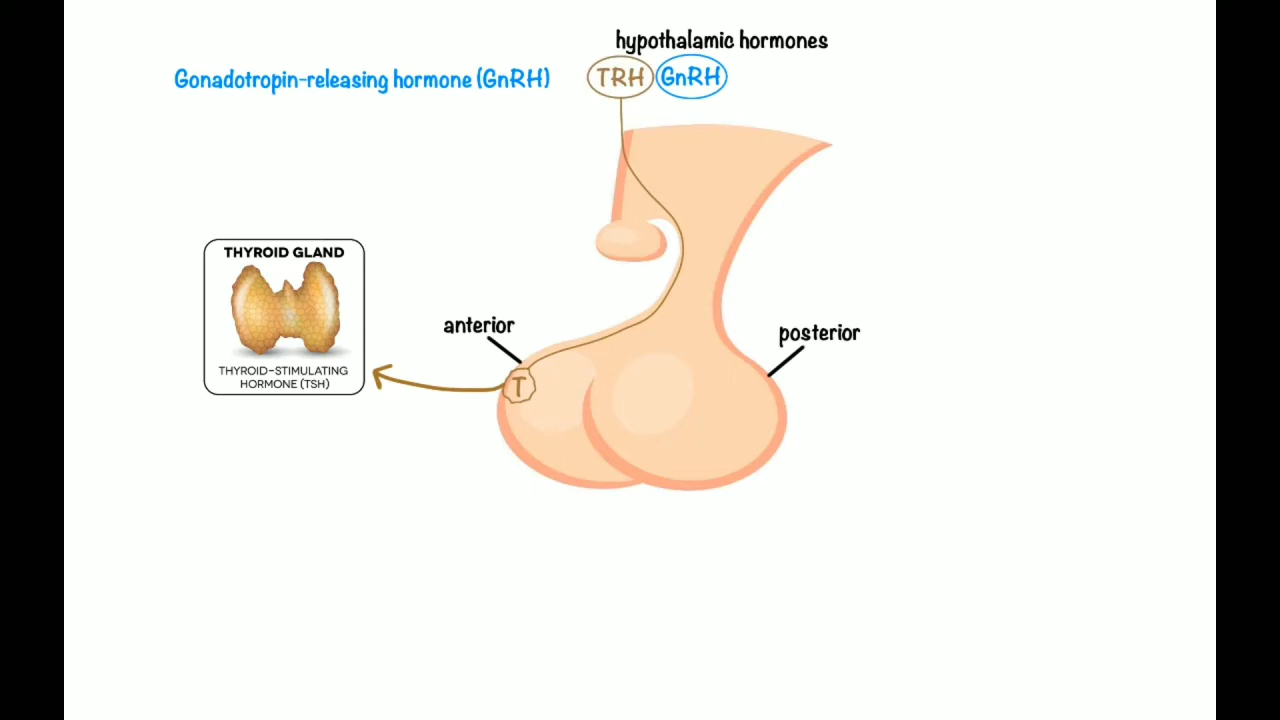 hypothalamic hormones
Gonadotropin-releasing hormone (GnRH)
TRH GnRH
THYROID GLAND
THYROID-STIMULATING
HORMONE (TSH)
anterior
posterior
T